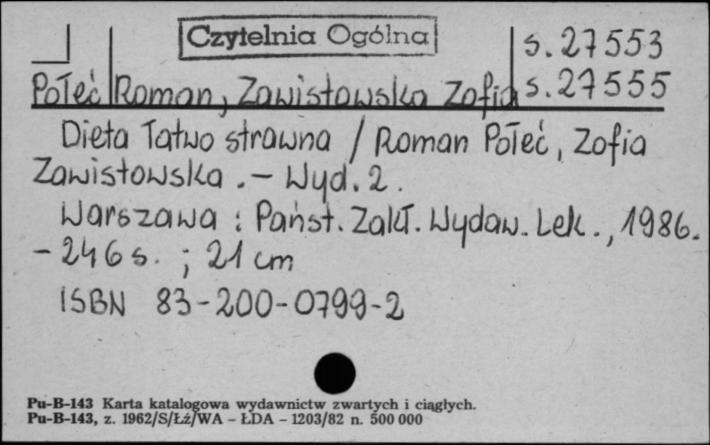 Czytelnia Ogólna
s. 27553
Połeć Roman, Zawistowska Zofia s. 27555
Dieta łatwo strawna / Roman Połeć, Zofia
Zawistowska. - Wyd. 2.
Warszawa : Państ. Zakł. Wydaw. Lek., 1986.
- 246 s. ; 21 cm
ISBN 83-200-0799-2
Pu-B-143 Karta katalogowa wydawnictw zwartych i ciągłych.
Pu-B-143, z. 1962/S/Łż/WA - ŁDA - 1203/82 n. 500 000